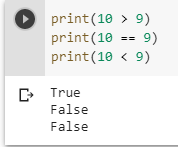 print(10 > 9)
print(10 == 9)
print(10 < 9)
True
False
False